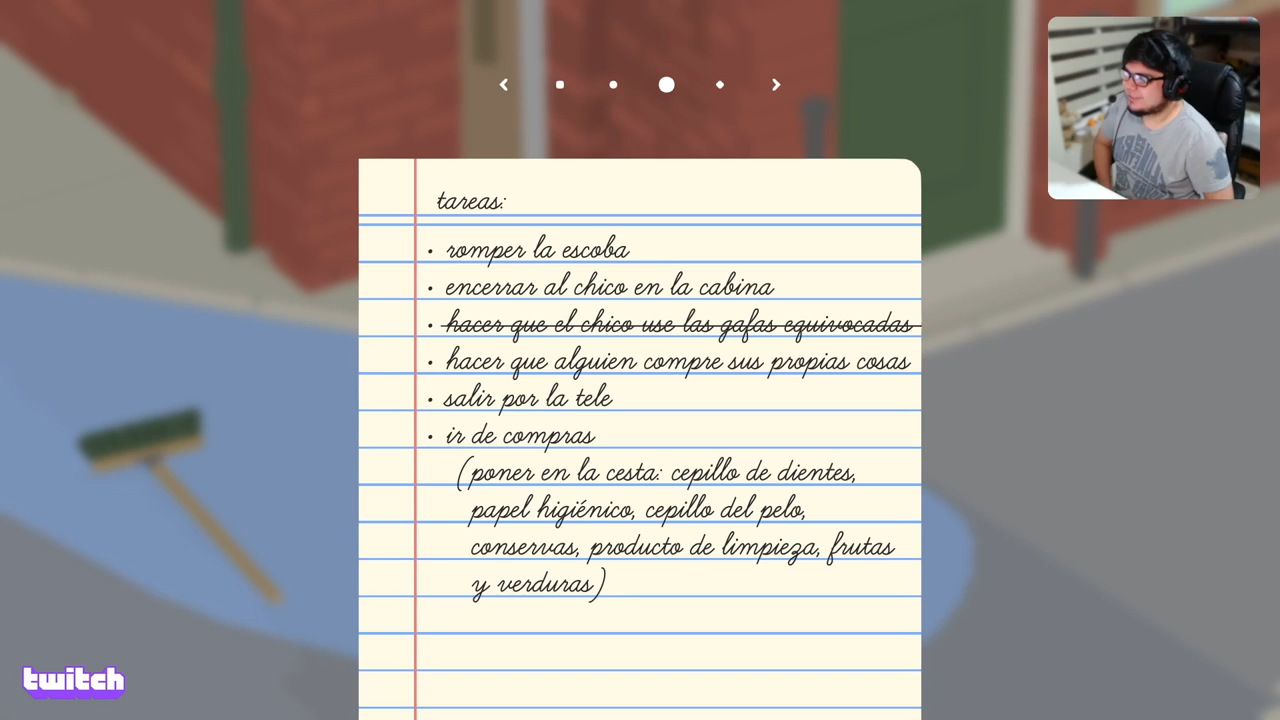 tareas:
• romper la escoba
• encerrar al chico en la cabina
• hacer que el chico use las gafas equivocadas
• hacer que alguien compre sus propias cosas
• salir por la tele
• ir de compras
(poner en la cesta: cepillo de dientes,
papel higiénico, cepillo del pelo,
conservas, producto de limpieza, frutas
y verduras)
twitch